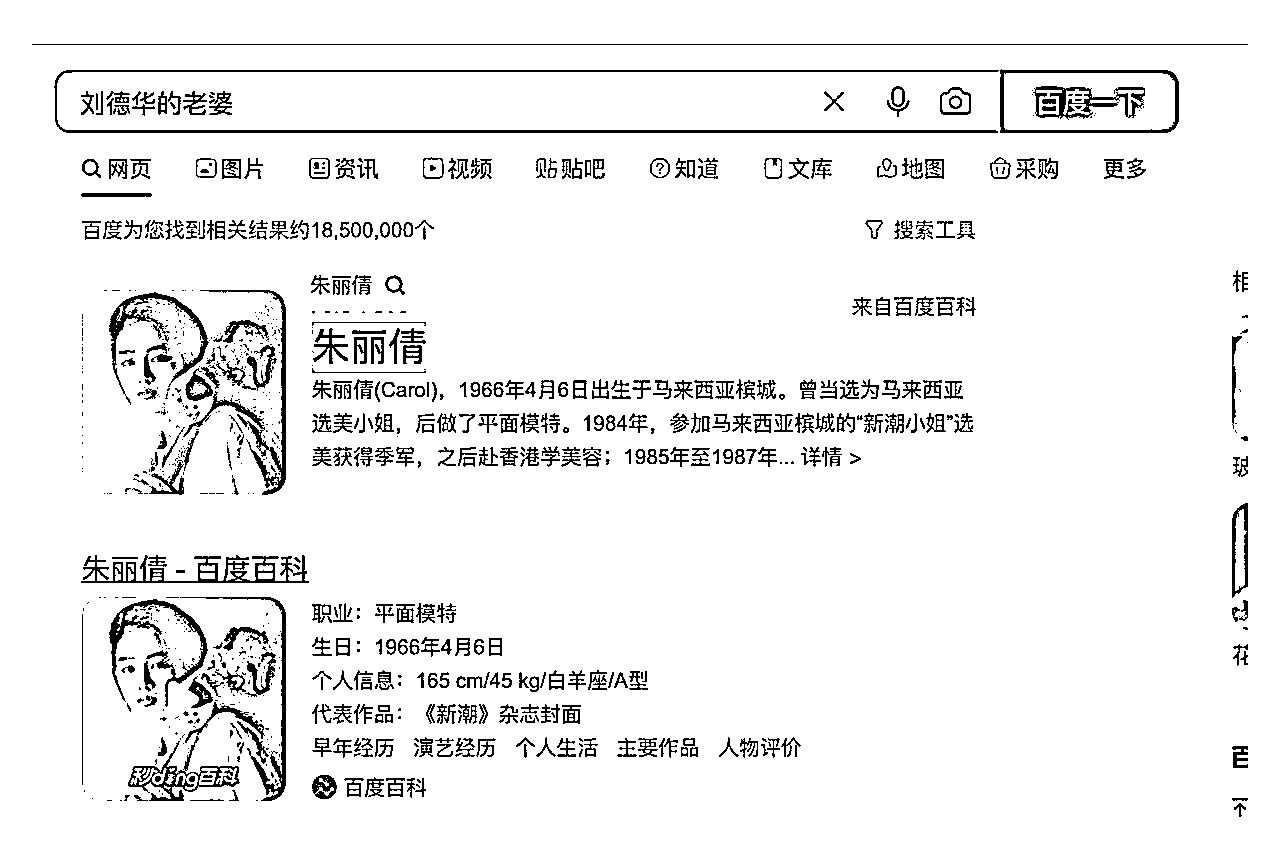 刘德华的老婆
百度一下
网页 图片 资讯 视频 贴吧 知道 文库 地图 采购 更多
百度为您找到相关结果约18,500,000个
搜索工具
朱丽倩
来自百度百科
朱丽倩
朱丽倩(Carol)，1966年4月6日出生于马来西亚槟城。曾当选为马来西亚
选美小姐，后做了平面模特。1984年，参加马来西亚槟城的“新潮小姐”选
美获得季军，之后赴香港学美容；1985年至1987年... 详情 >
朱丽倩 - 百度百科
职业：平面模特
生日：1966年4月6日
个人信息：165 cm/45 kg/白羊座/A型
代表作品：《新潮》杂志封面
早年经历 演艺经历 个人生活 主要作品 人物评价
秒dǒng百科
百度百科
相
玻
花